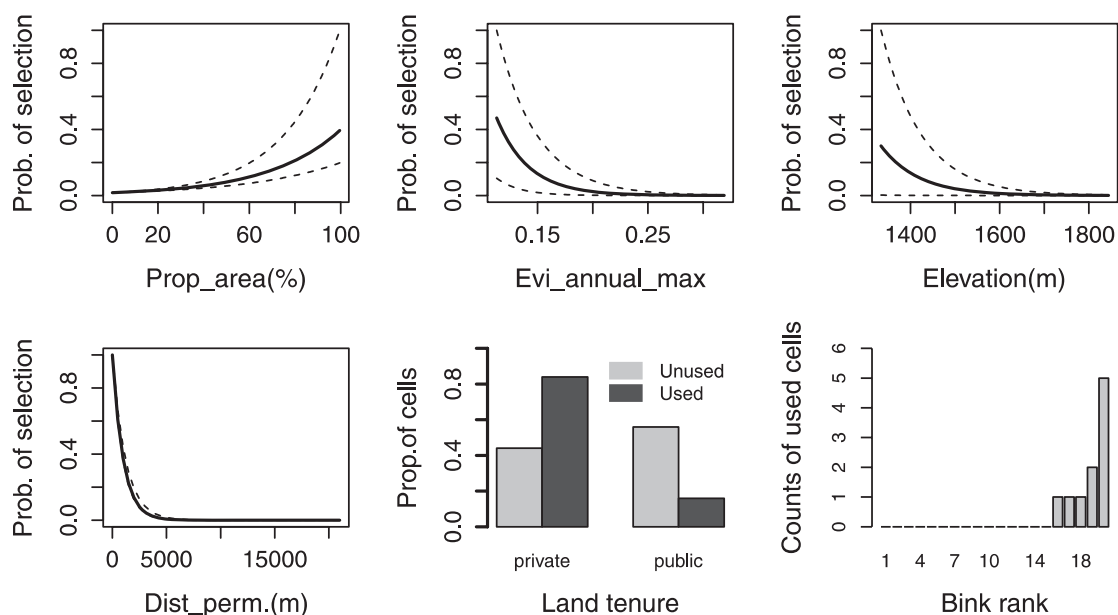 Prob. of selection
0.0 0.4 0.8
0 20 60 100
Prop_area(%)
Prob. of selection
0.0 0.4 0.8
0.15 0.25
Evi_annual_max
Prob. of selection
0.0 0.4 0.8
1400 1600 1800
Elevation(m)
Prob. of selection
0.0 0.4 0.8
0 5000 15000
Dist_perm.(m)
Prop.of cells
0.0 0.4 0.8
Unused
Used
private public
Land tenure
Counts of used cells
0 1 2 3 4 5 6
1 4 7 10 14 18
Bink rank